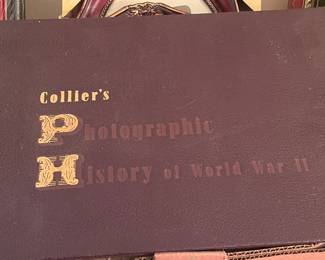 Collier's
Photographic
History of World War II